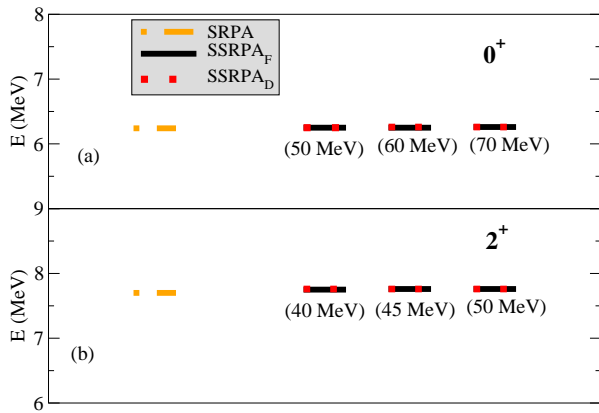 8
SRPA
SSRPA_F
SSRPA_D
0^+
7
E (MeV)
6
(50 MeV) (60 MeV) (70 MeV)
(a)
5
9
2^+
8
E (MeV)
7
(40 MeV) (45 MeV) (50 MeV)
(b)
6